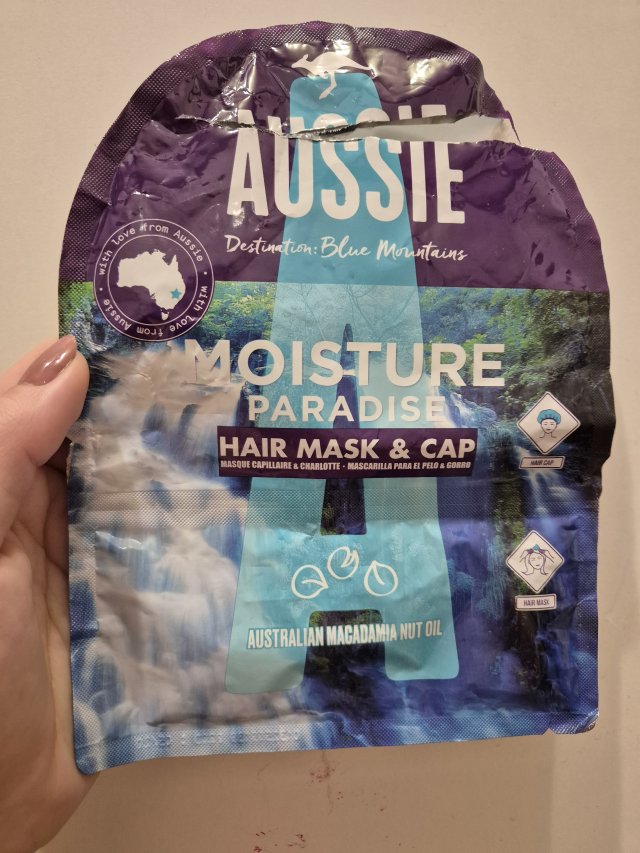 AUSSIE
Destination: Blue Mountains
with love from Aussie • with Love from Aussie •
MOISTURE
PARADISE
HAIR MASK & CAP
MASQUE CAPILLAIRE & CHARLOTTE · MASCARILLA PARA EL PELO & GORRO
HAIR CAP
HAIR MASK
AUSTRALIAN MACADAMIA NUT OIL